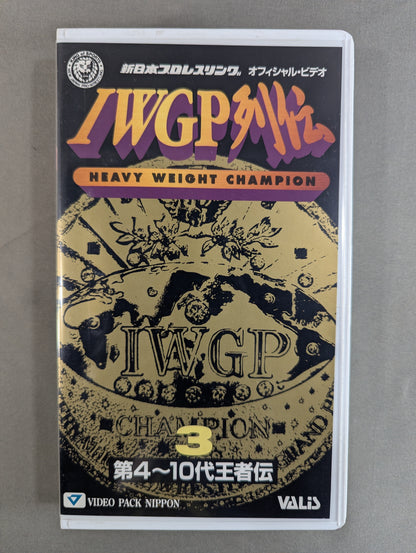 新日本プロレスリング オフィシャル・ビデオ
IWGP列伝
HEAVY WEIGHT CHAMPION
IWGP
CHAMPION
3
第4〜10代王者伝
VIDEO PACK NIPPON
VALIS